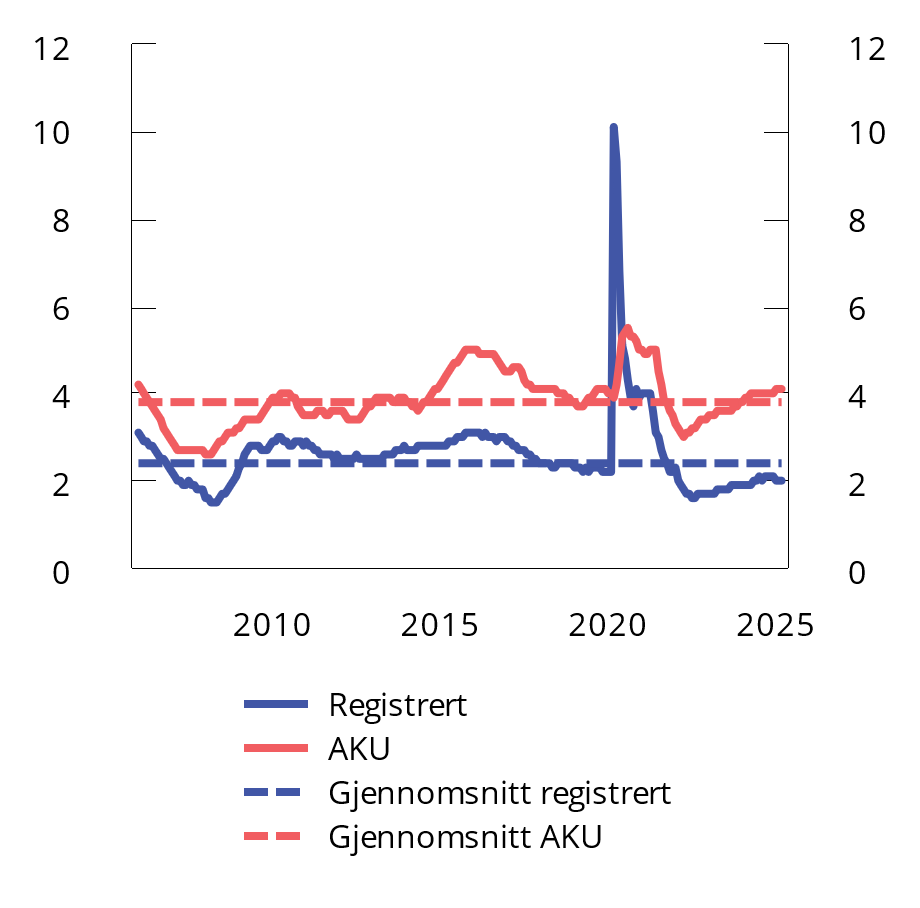 12 12
10 10
8 8
6 6
4 4
2 2
0 0
2010 2015 2020 2025
Registrert
AKU
Gjennomsnitt registrert
Gjennomsnitt AKU